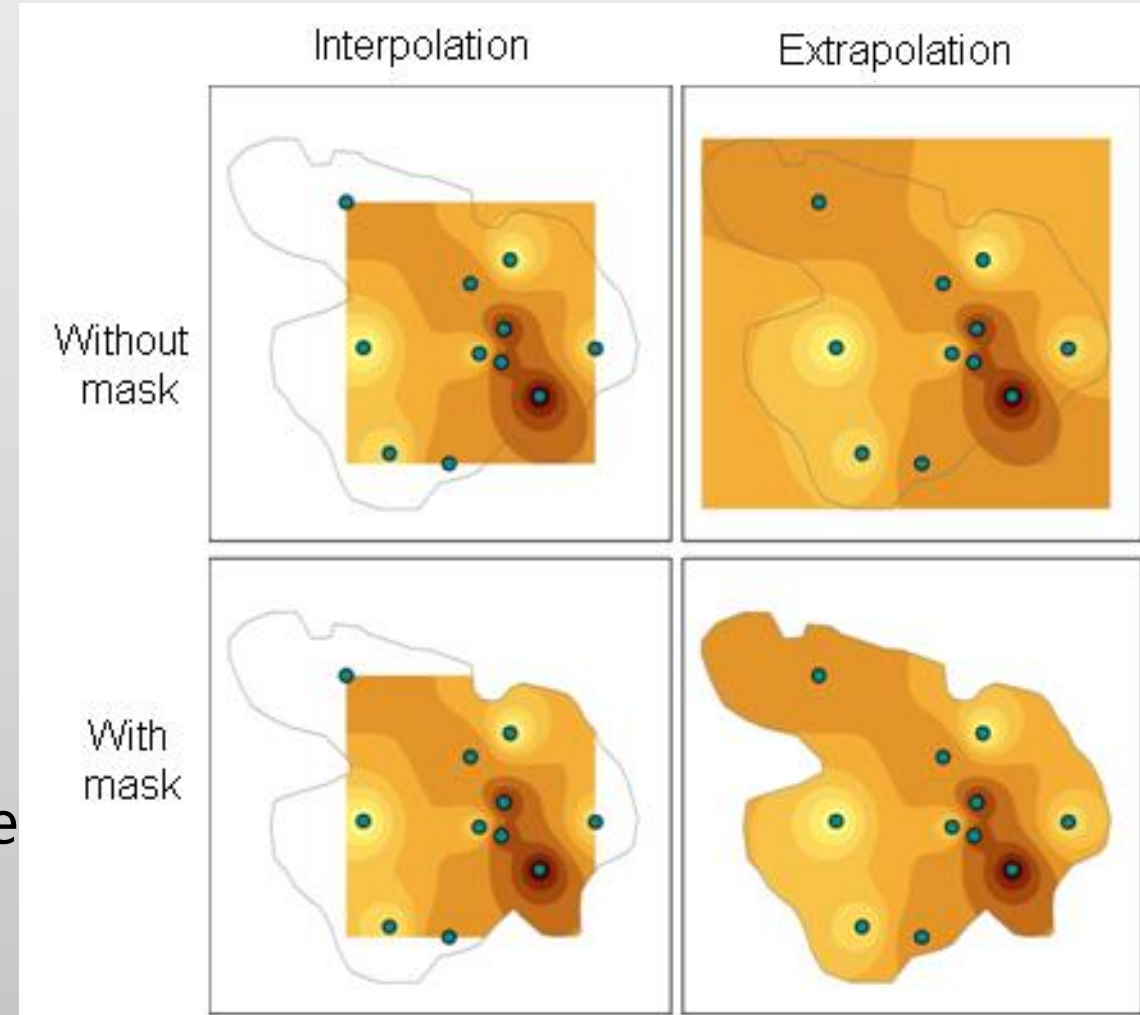 Interpolation
Extrapolation
Without
mask
With
mask
e